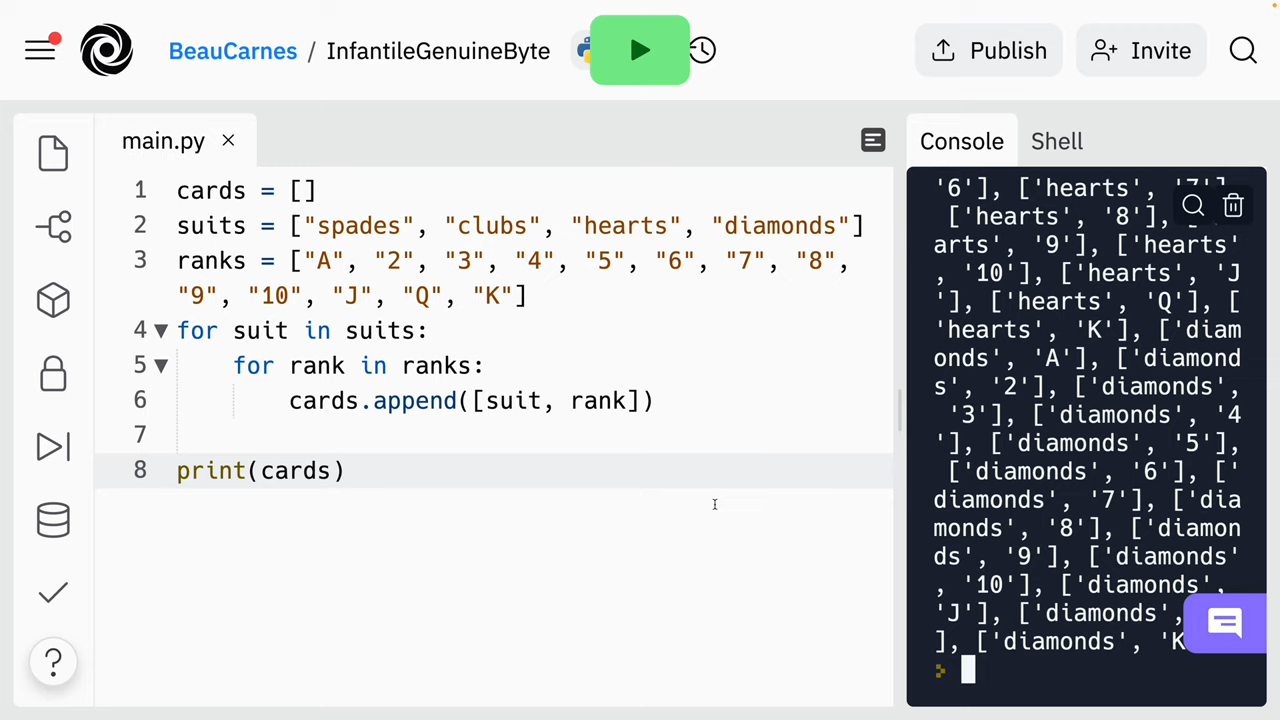 BeauCarnes / InfantileGenuineByte
Publish
Invite
main.py
Console
Shell
1 cards = []
2 suits = ["spades", "clubs", "hearts", "diamonds"]
3 ranks = ["A", "2", "3", "4", "5", "6", "7", "8",
"9", "10", "J", "Q", "K"]
4 for suit in suits:
5 for rank in ranks:
6 cards.append([suit, rank])
7
8 print(cards)
'6'], ['hearts', '7'
['hearts', '8'],
arts', '9'], ['hearts'
, '10'], ['hearts', 'J
'], ['hearts', 'Q'], [
'hearts', 'K'], ['diam
onds', 'A'], ['diamond
s', '2'], ['diamonds',
'3'], ['diamonds', '4
'], ['diamonds', '5'],
['diamonds', '6'], ['
diamonds', '7'], ['dia
monds', '8'], ['diamon
ds', '9'], ['diamonds'
, '10'], ['diamonds',
'J'], ['diamonds',
], ['diamonds', 'K
?